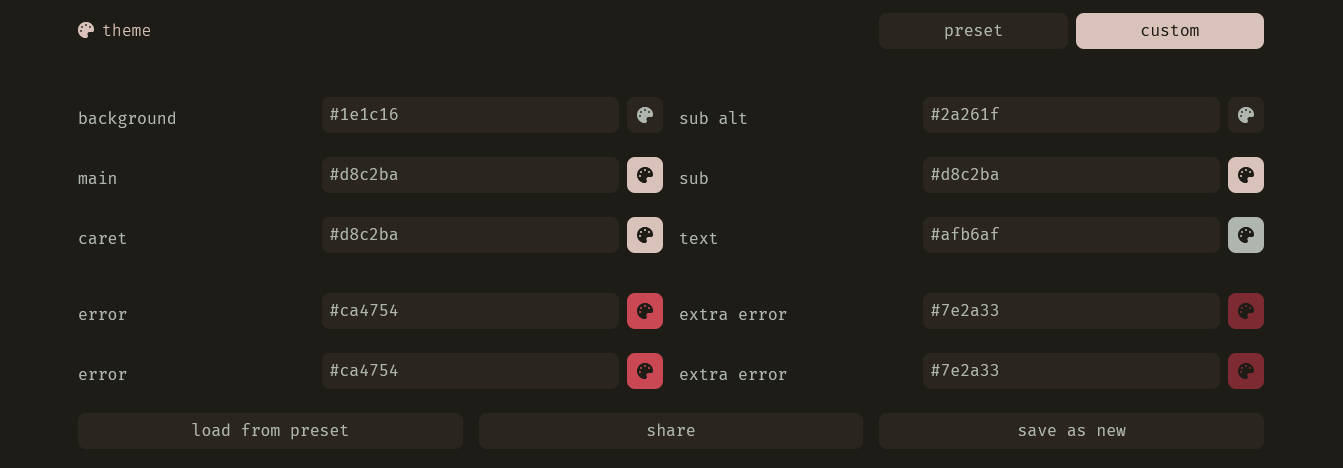 theme preset custom
background #1e1c16 sub alt #2a261f
main #d8c2ba sub #d8c2ba
caret #d8c2ba text #afb6af
error #ca4754 extra error #7e2a33
error #ca4754 extra error #7e2a33
load from preset share save as new